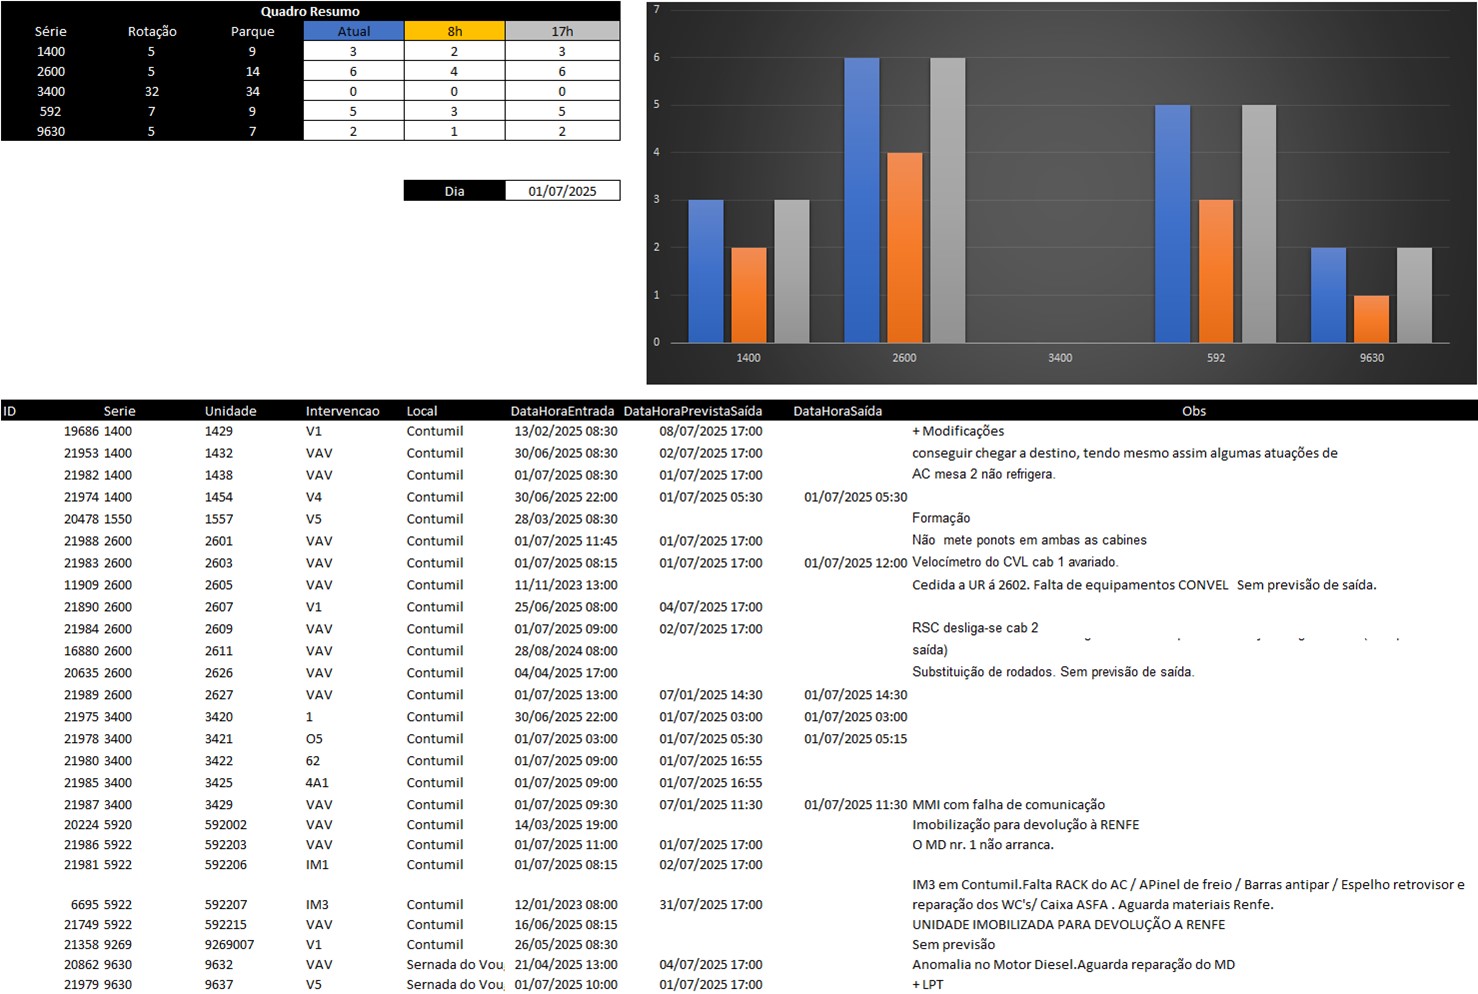 Quadro Resumo
Série Rotação Parque Atual 8h 17h
1400 5 9 3 2 3
2600 5 14 6 4 6
3400 32 34 0 0 0
592 7 9 5 3 5
9630 5 7 2 1 2
Dia 01/07/2025
7
6
5
4
3
2
1
0
1400 2600 3400 592 9630
ID Serie Unidade Intervencao Local DataHoraEntrada DataHoraPrevistaSaída DataHoraSaída Obs
19686 1400 1429 V1 Contumil 13/02/2025 08:30 08/07/2025 17:00 + Modificações
21953 1400 1432 VAV Contumil 30/06/2025 08:30 02/07/2025 17:00 conseguir chegar a destino, tendo mesmo assim algumas atuações de
21982 1400 1438 VAV Contumil 01/07/2025 08:30 01/07/2025 17:00 AC mesa 2 não refrigera.
21974 1400 1454 V4 Contumil 30/06/2025 22:00 01/07/2025 05:30 01/07/2025 05:30
20478 1550 1557 V5 Contumil 28/03/2025 08:30 Formação
21988 2600 2601 VAV Contumil 01/07/2025 11:45 01/07/2025 17:00 Não mete ponots em ambas as cabines
21983 2600 2603 VAV Contumil 01/07/2025 08:15 01/07/2025 17:00 01/07/2025 12:00 Velocímetro do CVL cab 1 avariado.
11909 2600 2605 VAV Contumil 11/11/2023 13:00 Cedida a UR á 2602. Falta de equipamentos CONVEL Sem previsão de saída.
21890 2600 2607 V1 Contumil 25/06/2025 08:00 04/07/2025 17:00
21984 2600 2609 VAV Contumil 01/07/2025 09:00 02/07/2025 17:00 RSC desliga-se cab 2
16880 2600 2611 VAV Contumil 28/08/2024 08:00 saída)
20635 2600 2626 VAV Contumil 04/04/2025 17:00 Substituição de rodados. Sem previsão de saída.
21989 2600 2627 VAV Contumil 01/07/2025 13:00 07/01/2025 14:30 01/07/2025 14:30
21975 3400 3420 1 Contumil 30/06/2025 22:00 01/07/2025 03:00 01/07/2025 03:00
21978 3400 3421 O5 Contumil 01/07/2025 03:00 01/07/2025 05:30 01/07/2025 05:15
21980 3400 3422 62 Contumil 01/07/2025 09:00 01/07/2025 16:55
21985 3400 3425 4A1 Contumil 01/07/2025 09:00 01/07/2025 16:55
21987 3400 3429 VAV Contumil 01/07/2025 09:30 07/01/2025 11:30 01/07/2025 11:30 MMI com falha de comunicação
20224 5920 592002 VAV Contumil 14/03/2025 19:00 Imobilização para devolução à RENFE
21986 5922 592203 VAV Contumil 01/07/2025 11:00 01/07/2025 17:00 O MD nr. 1 não arranca.
21981 5922 592206 IM1 Contumil 01/07/2025 08:15 02/07/2025 17:00
IM3 em Contumil.Falta RACK do AC / APinel de freio / Barras antipar / Espelho retrovisor e
6695 5922 592207 IM3 Contumil 12/01/2023 08:00 31/07/2025 17:00 reparação dos WC's/ Caixa ASFA . Aguarda materiais Renfe.
21749 5922 592215 VAV Contumil 16/06/2025 08:15 UNIDADE IMOBILIZADA PARA DEVOLUÇÃO A RENFE
21358 9269 9269007 V1 Contumil 26/05/2025 08:30 Sem previsão
20862 9630 9632 VAV Sernada do Vou 21/04/2025 13:00 04/07/2025 17:00 Anomalia no Motor Diesel.Aguarda reparação do MD
21979 9630 9637 V5 Sernada do Vou 01/07/2025 10:00 01/07/2025 17:00 + LPT